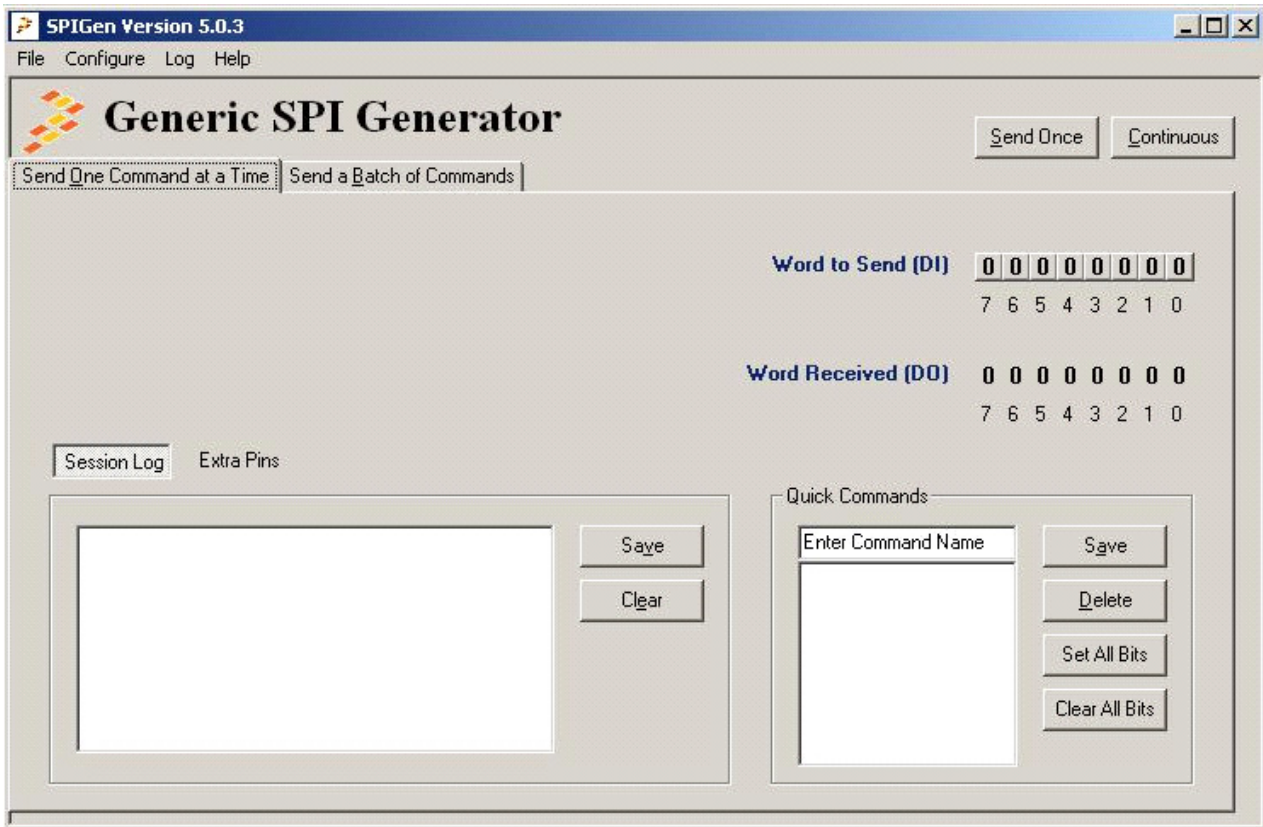 SPIGen Version 5.0.3
File Configure Log Help
Generic SPI Generator
Send Once Continuous
Send One Command at a Time Send a Batch of Commands
Word to Send (DI) 0 0 0 0 0 0 0 0
7 6 5 4 3 2 1 0
Word Received (DO) 0 0 0 0 0 0 0 0
7 6 5 4 3 2 1 0
Session Log Extra Pins
Quick Commands
Save Enter Command Name Save
Clear Delete
Set All Bits
Clear All Bits